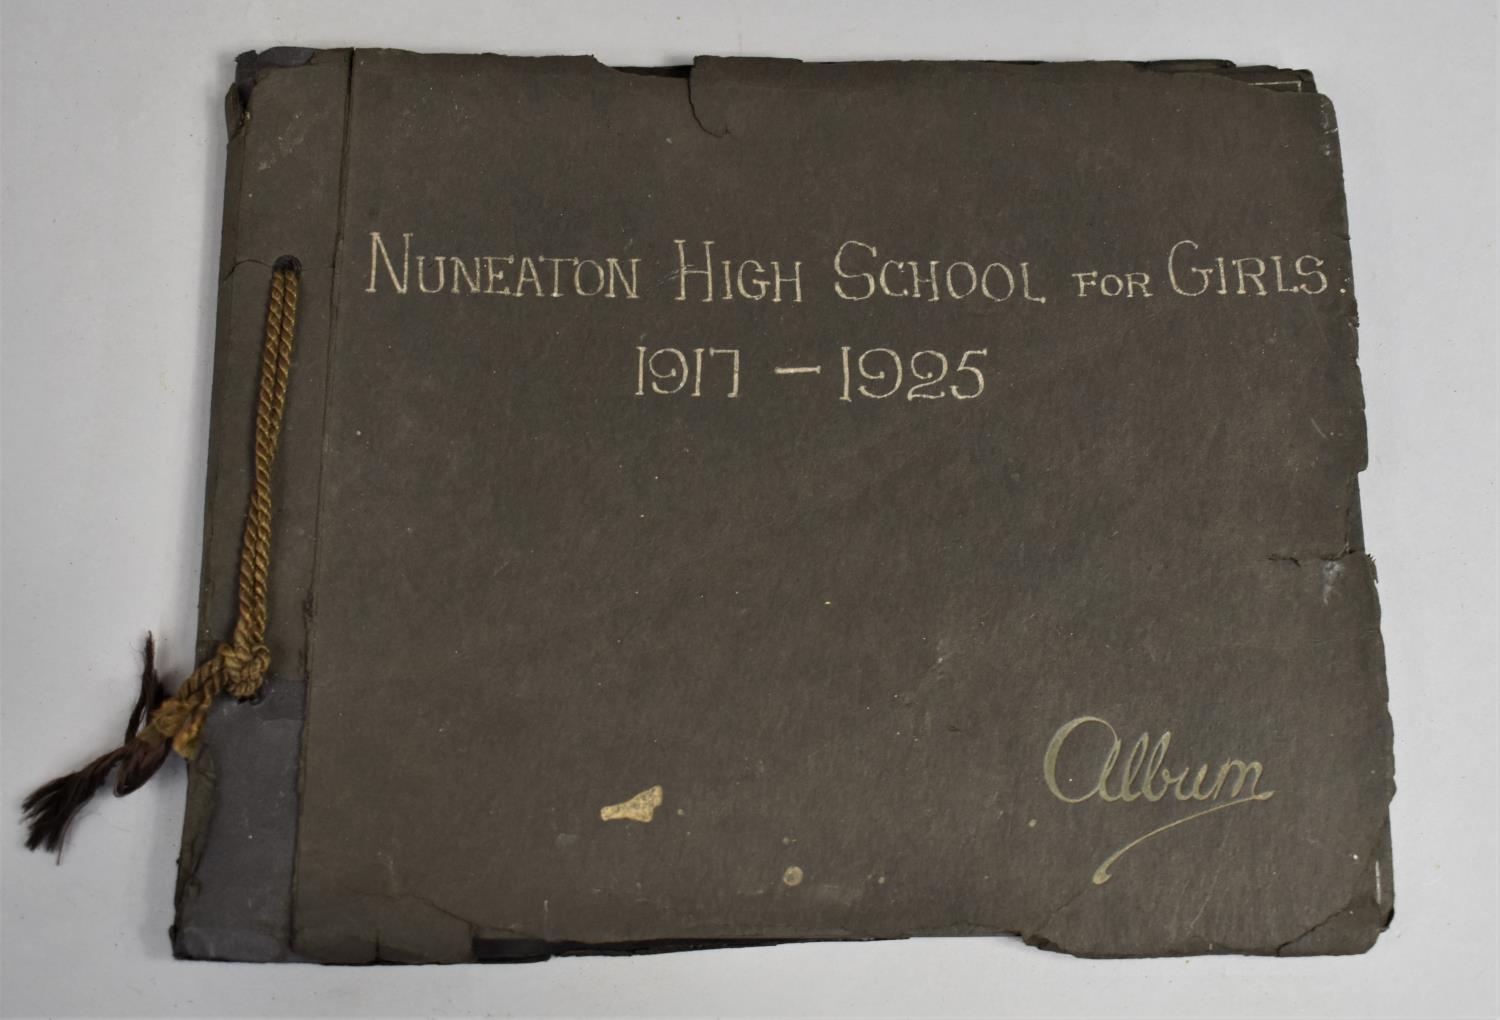 NUNEATON HIGH SCHOOL FOR GIRLS.
1917 - 1925
Album